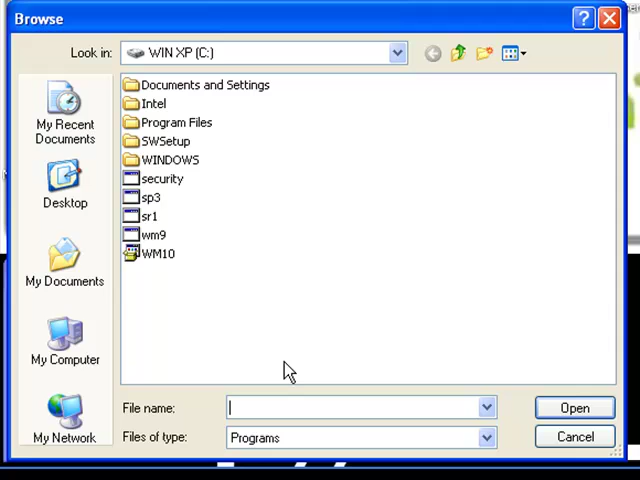 Browse
Look in: WIN XP (C:)
Documents and Settings
Intel
Program Files
SWSetup
WINDOWS
security
sp3
sr1
wm9
WM10
My Recent
Documents
Desktop
My Documents
My Computer
My Network
File name:
Open
Files of type: Programs
Cancel